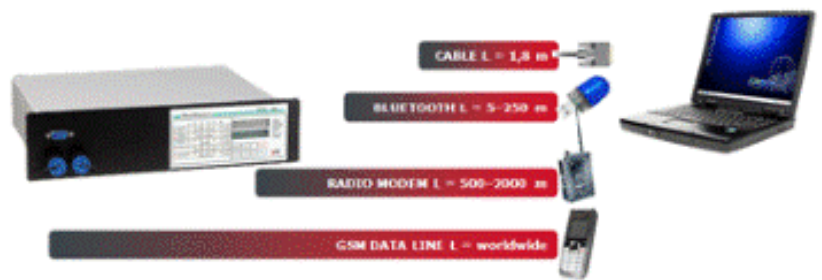 CABLE L = 1,8 m
BLUETOOTH L = 5-250 m
RADIO MODEM L = 500-2000 m
GSM DATA LINE L = worldwide